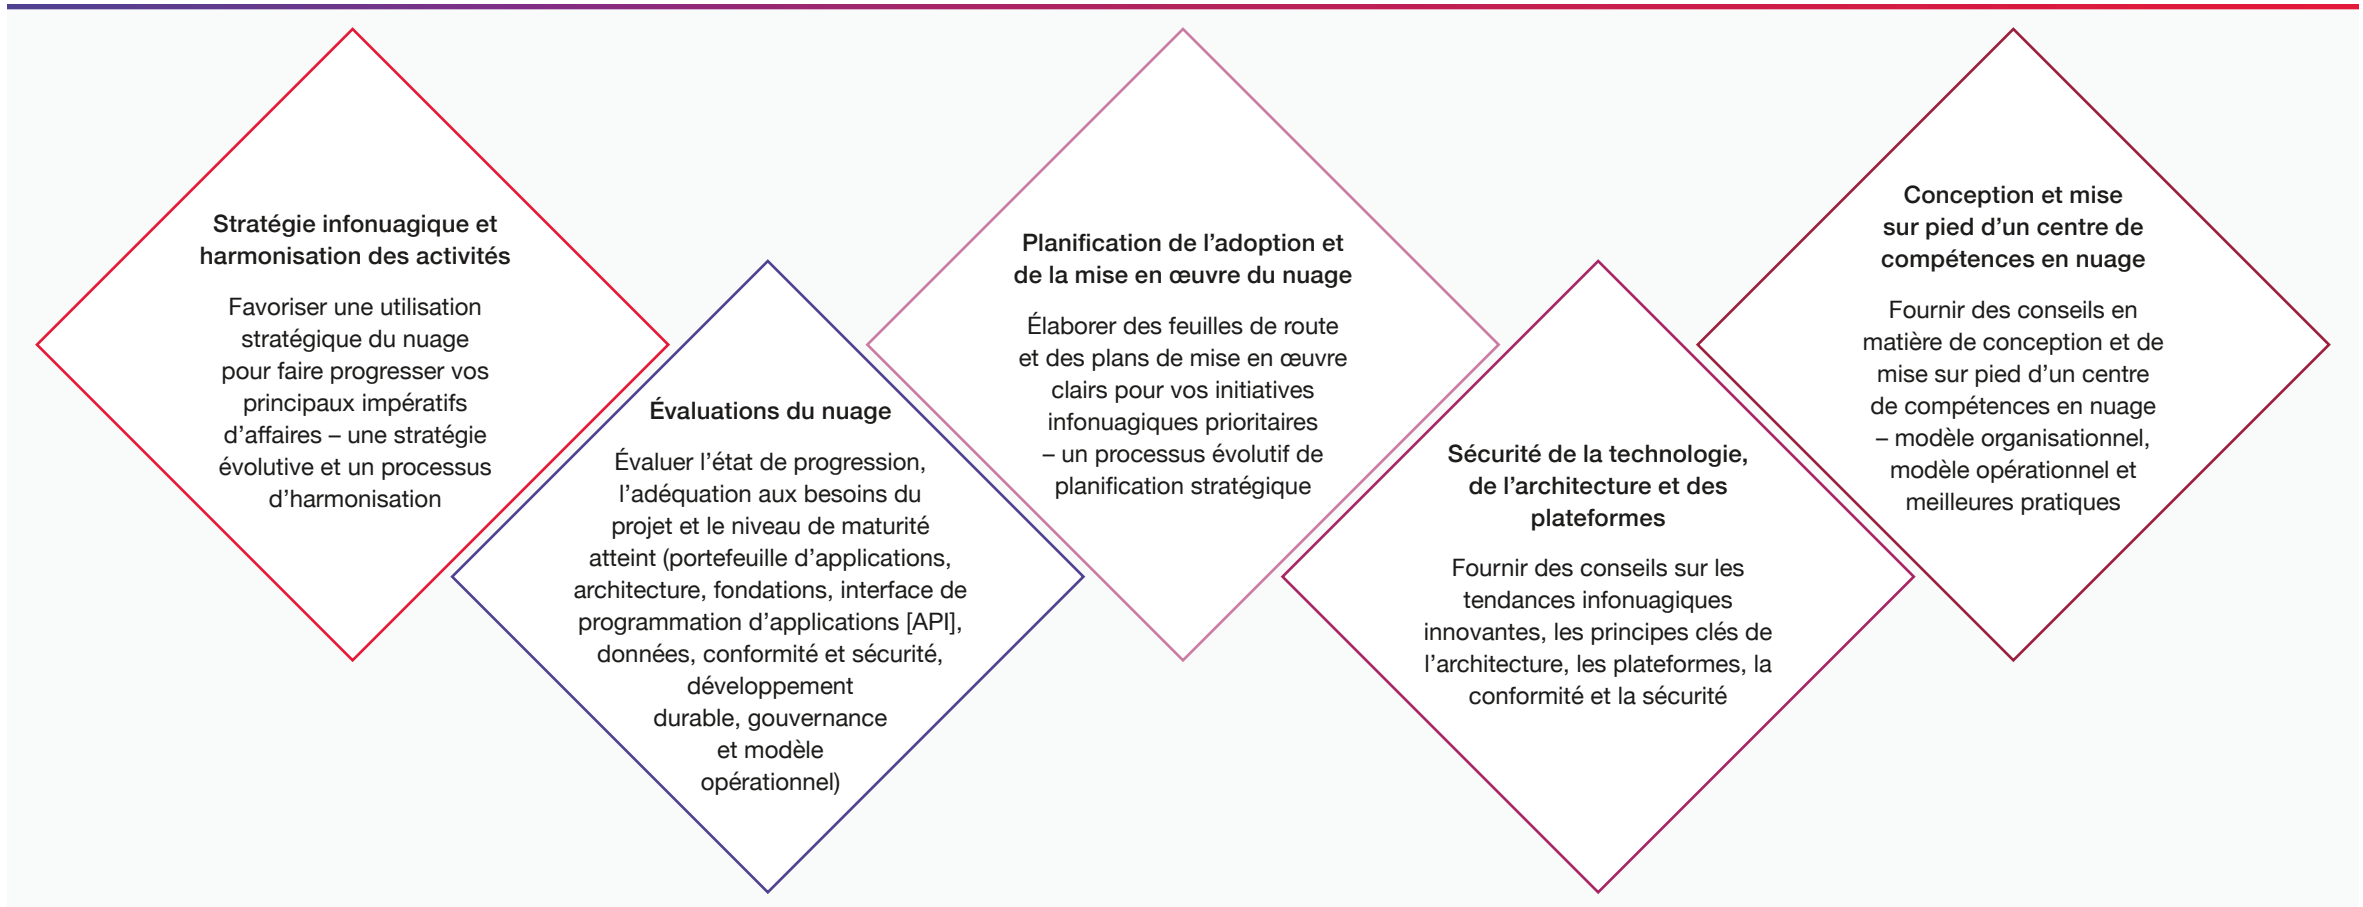 Stratégie infonuagique et
harmonisation des activités
Favoriser une utilisation
stratégique du nuage
pour faire progresser vos
principaux impératifs
d’affaires – une stratégie
évolutive et un processus
d’harmonisation
Évaluations du nuage
Évaluer l’état de progression,
l’adéquation aux besoins du
projet et le niveau de maturité
atteint (portefeuille d’applications,
architecture, fondations, interface de
programmation d’applications [API],
données, conformité et sécurité,
développement
durable, gouvernance
et modèle
opérationnel)
Planification de l’adoption et
de la mise en œuvre du nuage
Élaborer des feuilles de route
et des plans de mise en œuvre
clairs pour vos initiatives
infonuagiques prioritaires
– un processus évolutif de
planification stratégique
Sécurité de la technologie,
de l’architecture et des
plateformes
Fournir des conseils sur les
tendances infonuagiques
innovantes, les principes clés de
l’architecture, les plateformes, la
conformité et la sécurité
Conception et mise
sur pied d’un centre de
compétences en nuage
Fournir des conseils en
matière de conception et de
mise sur pied d’un centre
de compétences en nuage
– modèle organisationnel,
modèle opérationnel et
meilleures pratiques